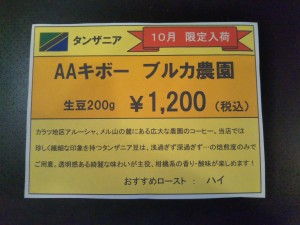 タンザニア
10月 限定入荷
AAキボー ブルカ農園
生豆200g ￥1,200 (税込)
カラツ地区アルーシャ、メル山の麓にある広大な農園のコーヒー。当店では
珍しく繊細な印象を持つタンザニア豆は、浅過ぎず深過ぎず…の焙煎度のみで
ご用意。透明感ある綺麗な味わいが主役、柑橘系の香り・酸味が楽しめます！
おすすめロースト ： ハイ